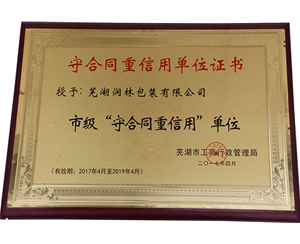 守合同重信用单位证书
授予：芜湖润林包装有限公司
市级“守合同重信用”单位
芜湖市工商行政管理局
二〇一七年四月
（有效期：2017年4月至2019年4月）